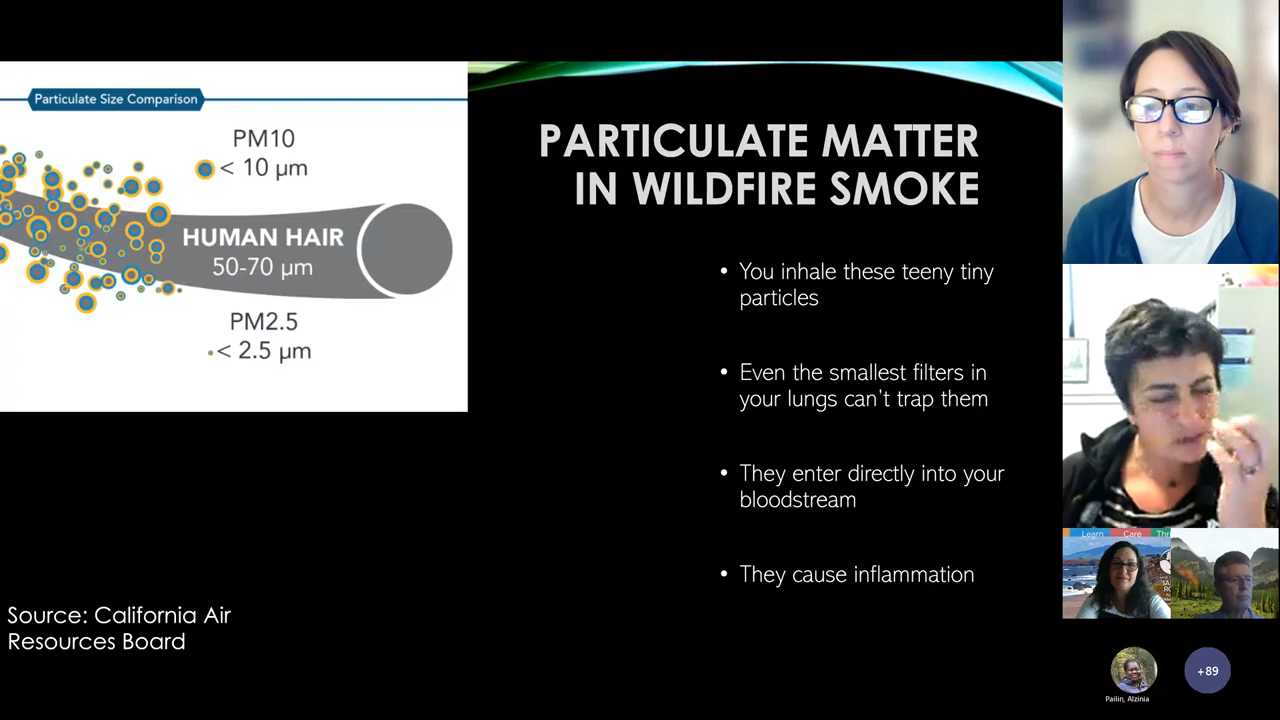 Particulate Size Comparison
PM10
< 10 µm
HUMAN HAIR
50-70 µm
PM2.5
< 2.5 µm
Source: California Air
Resources Board
PARTICULATE MATTER
IN WILDFIRE SMOKE
• You inhale these teeny tiny
particles
• Even the smallest filters in
your lungs can’t trap them
• They enter directly into your
bloodstream
• They cause inflammation
Learn Care
Pailin, Alzinia
+89